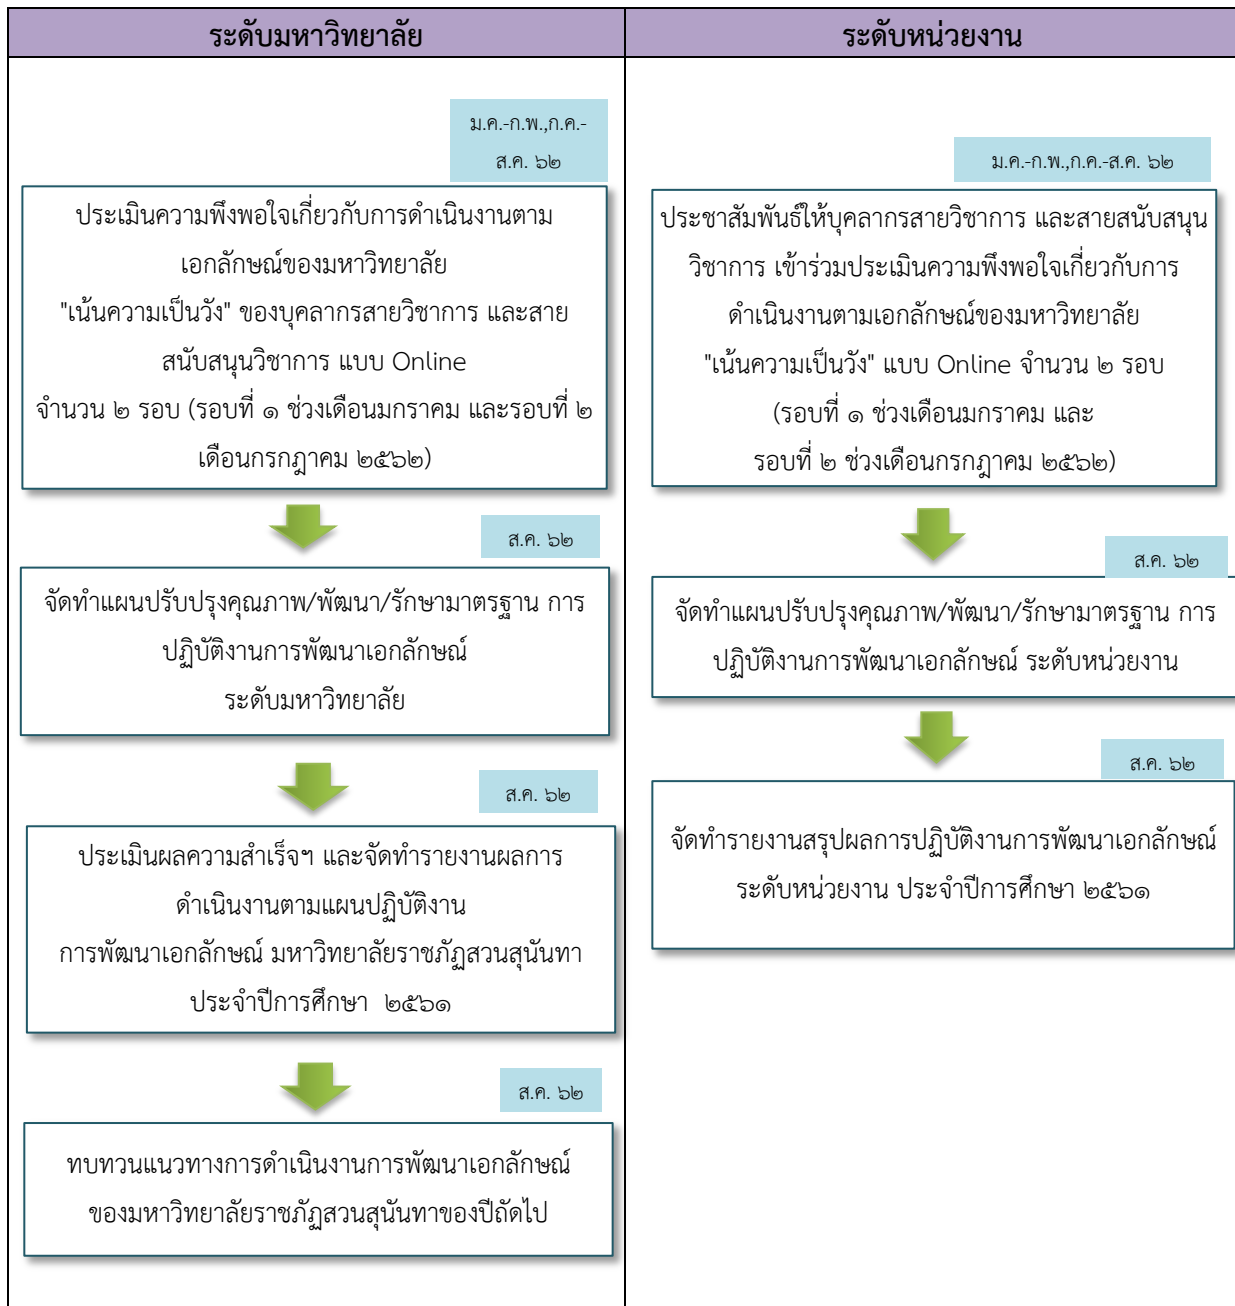 ระดับมหาวิทยาลัย
ม.ค.-ก.พ.,ก.ค.-
ส.ค. ๖๒
ประเมินความพึงพอใจเกี่ยวกับการดำเนินงานตาม
เอกลักษณ์ของมหาวิทยาลัย
"เน้นความเป็นวัง" ของบุคลากรสายวิชาการ และสาย
สนับสนุนวิชาการ แบบ Online
จำนวน ๒ รอบ (รอบที่ ๑ ช่วงเดือนมกราคม และรอบที่ ๒
เดือนกรกฎาคม ๒๕๖๒)
ส.ค. ๖๒
จัดทำแผนปรับปรุงคุณภาพ/พัฒนา/รักษามาตรฐาน การ
ปฏิบัติงานการพัฒนาเอกลักษณ์
ระดับมหาวิทยาลัย
ส.ค. ๖๒
ประเมินผลความสำเร็จฯ และจัดทำรายงานผลการ
ดำเนินงานตามแผนปฏิบัติงาน
การพัฒนาเอกลักษณ์ มหาวิทยาลัยราชภัฏสวนสุนันทา
ประจำปีการศึกษา ๒๕๖๑
ส.ค. ๖๒
ทบทวนแนวทางการดำเนินงานการพัฒนาเอกลักษณ์
ของมหาวิทยาลัยราชภัฏสวนสุนันทาของปีถัดไป
ระดับหน่วยงาน
ม.ค.-ก.พ.,ก.ค.-ส.ค. ๖๒
ประชาสัมพันธ์ให้บุคลากรสายวิชาการ และสายสนับสนุน
วิชาการ เข้าร่วมประเมินความพึงพอใจเกี่ยวกับการ
ดำเนินงานตามเอกลักษณ์ของมหาวิทยาลัย
"เน้นความเป็นวัง" แบบ Online จำนวน ๒ รอบ
(รอบที่ ๑ ช่วงเดือนมกราคม และ
รอบที่ ๒ ช่วงเดือนกรกฎาคม ๒๕๖๒)
ส.ค. ๖๒
จัดทำแผนปรับปรุงคุณภาพ/พัฒนา/รักษามาตรฐาน การ
ปฏิบัติงานการพัฒนาเอกลักษณ์ ระดับหน่วยงาน
ส.ค. ๖๒
จัดทำรายงานสรุปผลการปฏิบัติงานการพัฒนาเอกลักษณ์
ระดับหน่วยงาน ประจำปีการศึกษา ๒๕๖๑